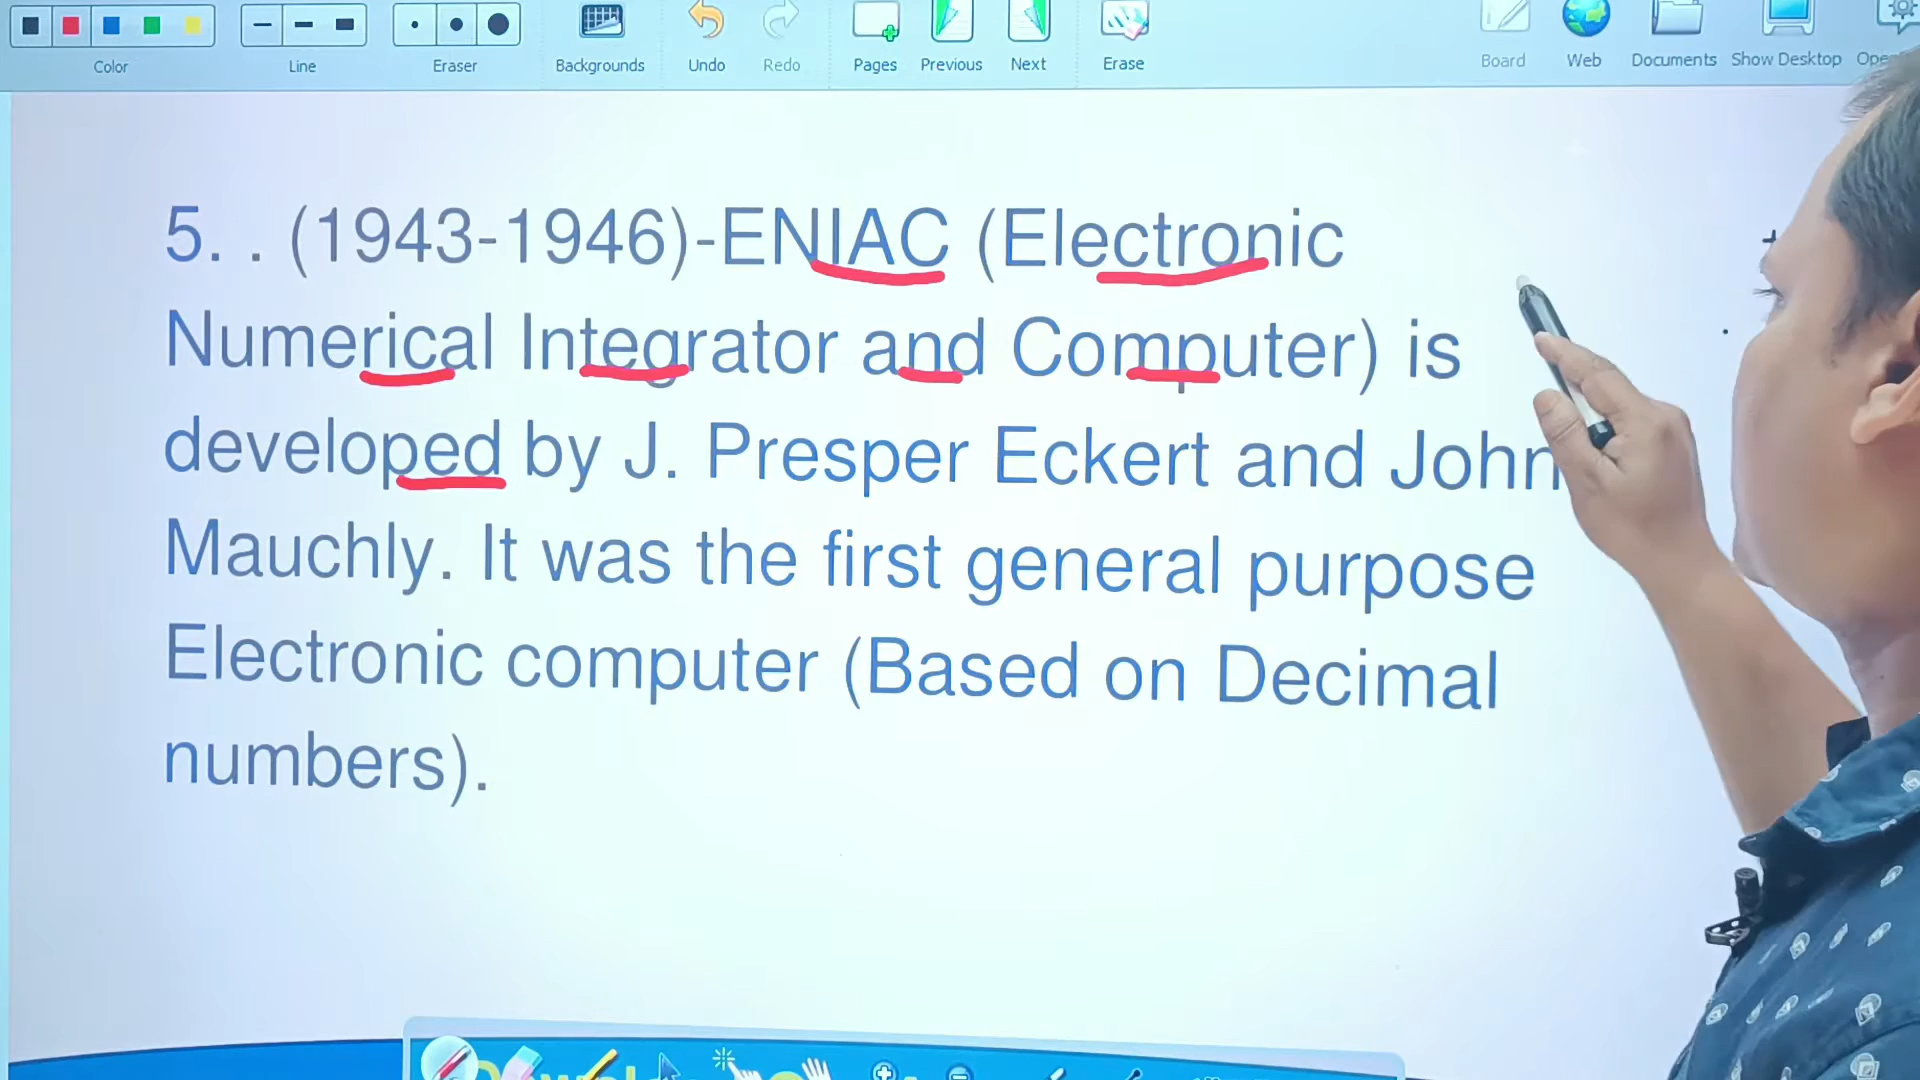 Color
Line
Eraser
Backgrounds
Undo
Redo
Pages
Previous
Next
Erase
Board
Web
Documents
Show Desktop
5. . (1943-1946)-ENIAC (Electronic
Numerical Integrator and Computer) is
developed by J. Presper Eckert and John
Mauchly. It was the first general purpose
Electronic computer (Based on Decimal
numbers).